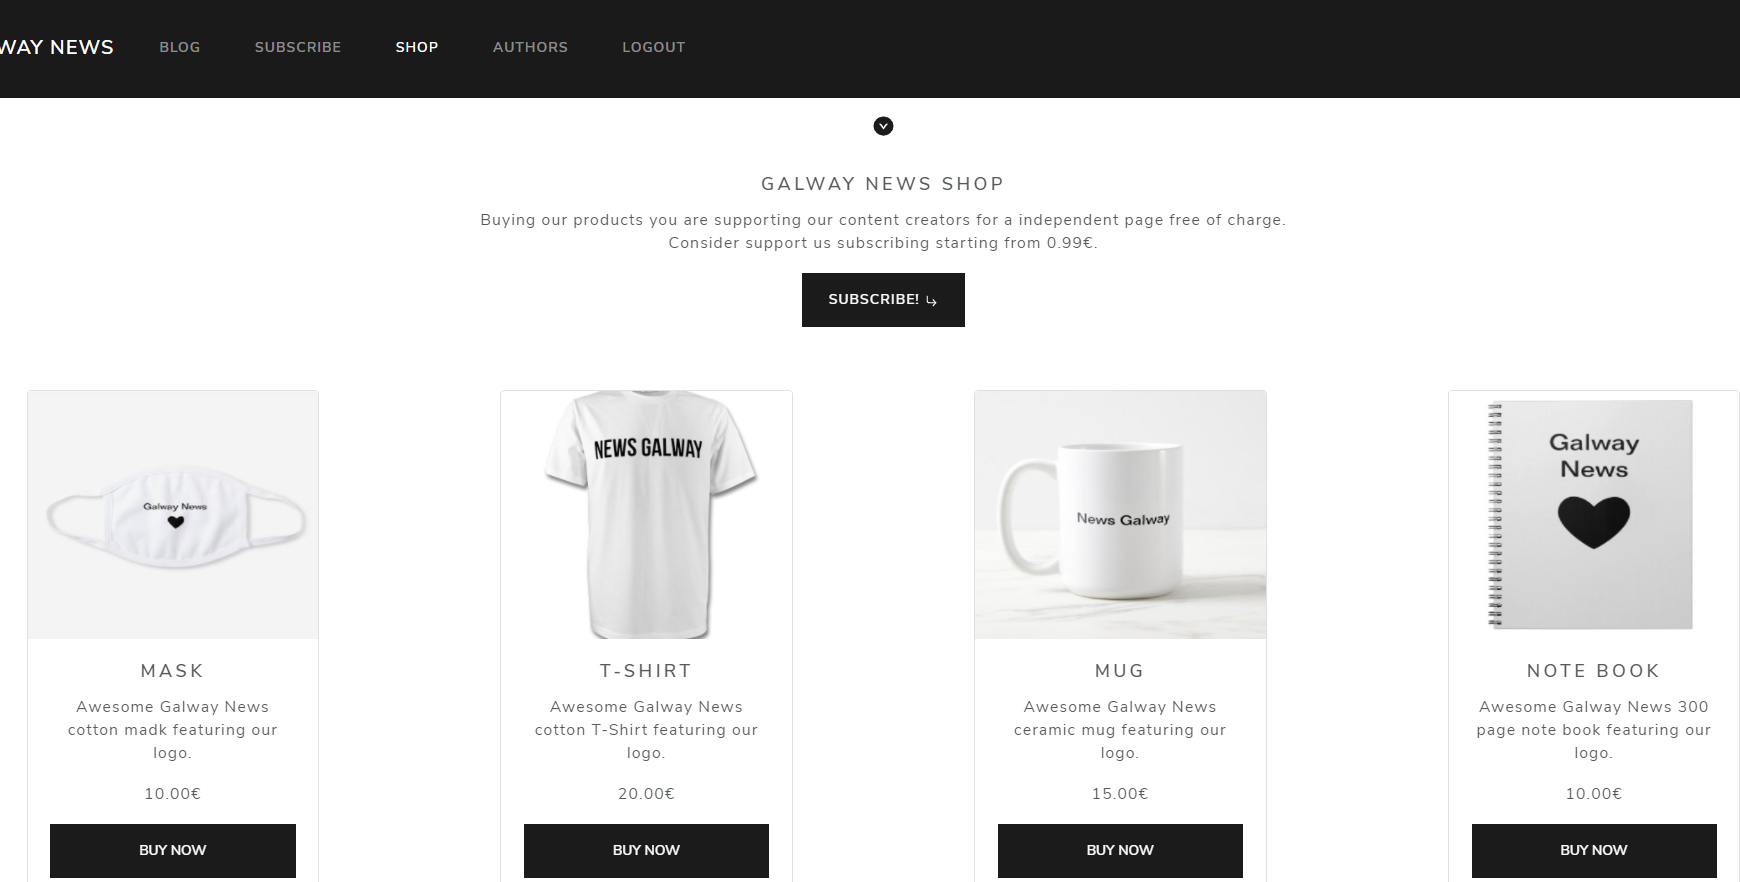 WAY NEWS BLOG SUBSCRIBE SHOP AUTHORS LOGOUT
GALWAY NEWS SHOP
Buying our products you are supporting our content creators for a independent page free of charge.
Consider support us subscribing starting from 0.99€.
SUBSCRIBE!
Galway News
NEWS GALWAY
News Galway
Galway
News
MASK
Awesome Galway News
cotton madk featuring our
logo.
10.00€
BUY NOW
T-SHIRT
Awesome Galway News
cotton T-Shirt featuring our
logo.
20.00€
BUY NOW
MUG
Awesome Galway News
ceramic mug featuring our
logo.
15.00€
BUY NOW
NOTE BOOK
Awesome Galway News 300
page note book featuring our
logo.
10.00€
BUY NOW